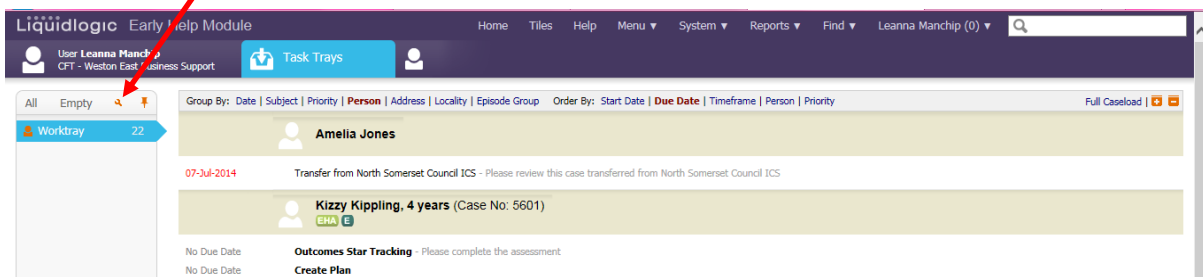 Liquidlogic Early Help Module Home Tiles Help Menu ▼ System ▼ Reports ▼ Find ▼ Leanna Manchip (0) ▼
User Leanna Manchip
CFT - Weston East Business Support
Task Trays
All Empty
Group By: Date | Subject | Priority | Person | Address | Locality | Episode Group Order By: Start Date | Due Date | Timeframe | Person | Priority Full Caseload |
Worktray 22
Amelia Jones
07-Jul-2014 Transfer from North Somerset Council ICS - Please review this case transferred from North Somerset Council ICS
Kizzy Kippling, 4 years (Case No: 5601)
EHA E
No Due Date Outcomes Star Tracking - Please complete the assessment
No Due Date Create Plan